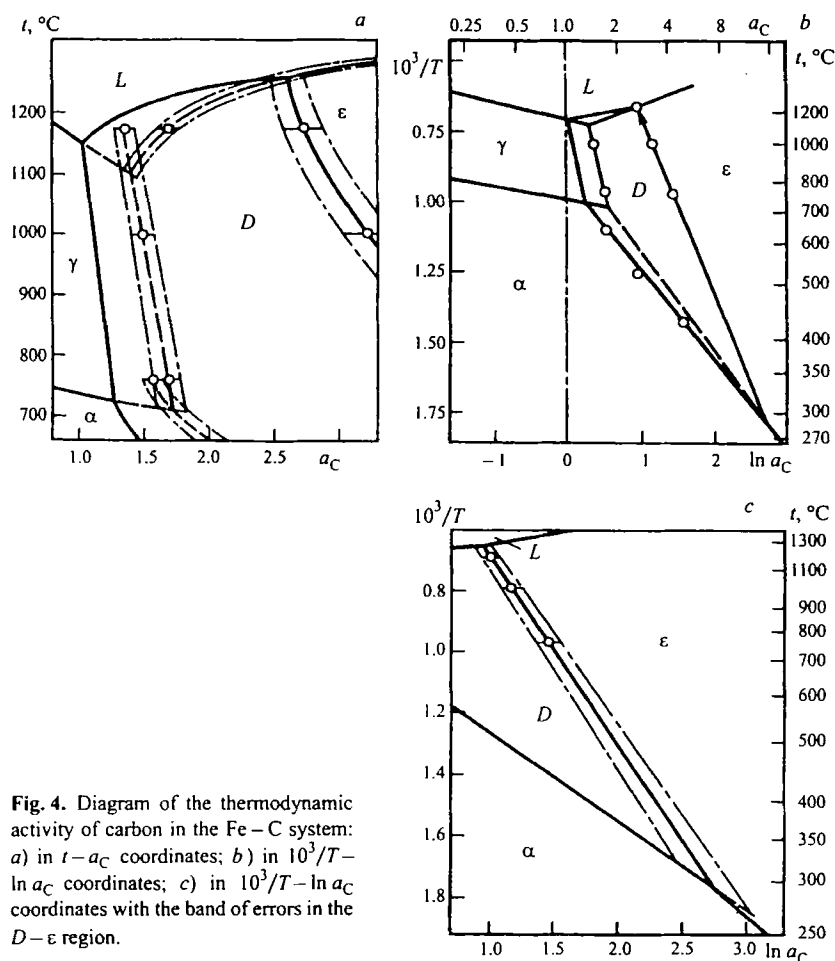 t, °C
a
L
ε
1200
1100
D
1000
γ
900
800
700
α
1.0
1.5
2.0
2.5
a_C
0.25
0.5
1.0
2
4
8
a_C
b
10³/T
t, °C
L
1200
0.75
1000
γ
ε
800
D
1.00
700
600
α
1.25
500
400
1.50
350
1.75
300
270
−1
0
1
2
ln a_C
10³/T
c
t, °C
1300
L
0.8
1100
900
ε
1.0
800
700
D
1.2
500
1.4
400
1.6
α
350
1.8
300
250
1.0
1.5
2.0
2.5
3.0
ln a_C
Fig. 4. Diagram of the thermodynamic
activity of carbon in the Fe – C system:
a) in t – a_C coordinates; b) in 10³/T –
ln a_C coordinates; c) in 10³/T – ln a_C
coordinates with the band of errors in the
D – ε region.